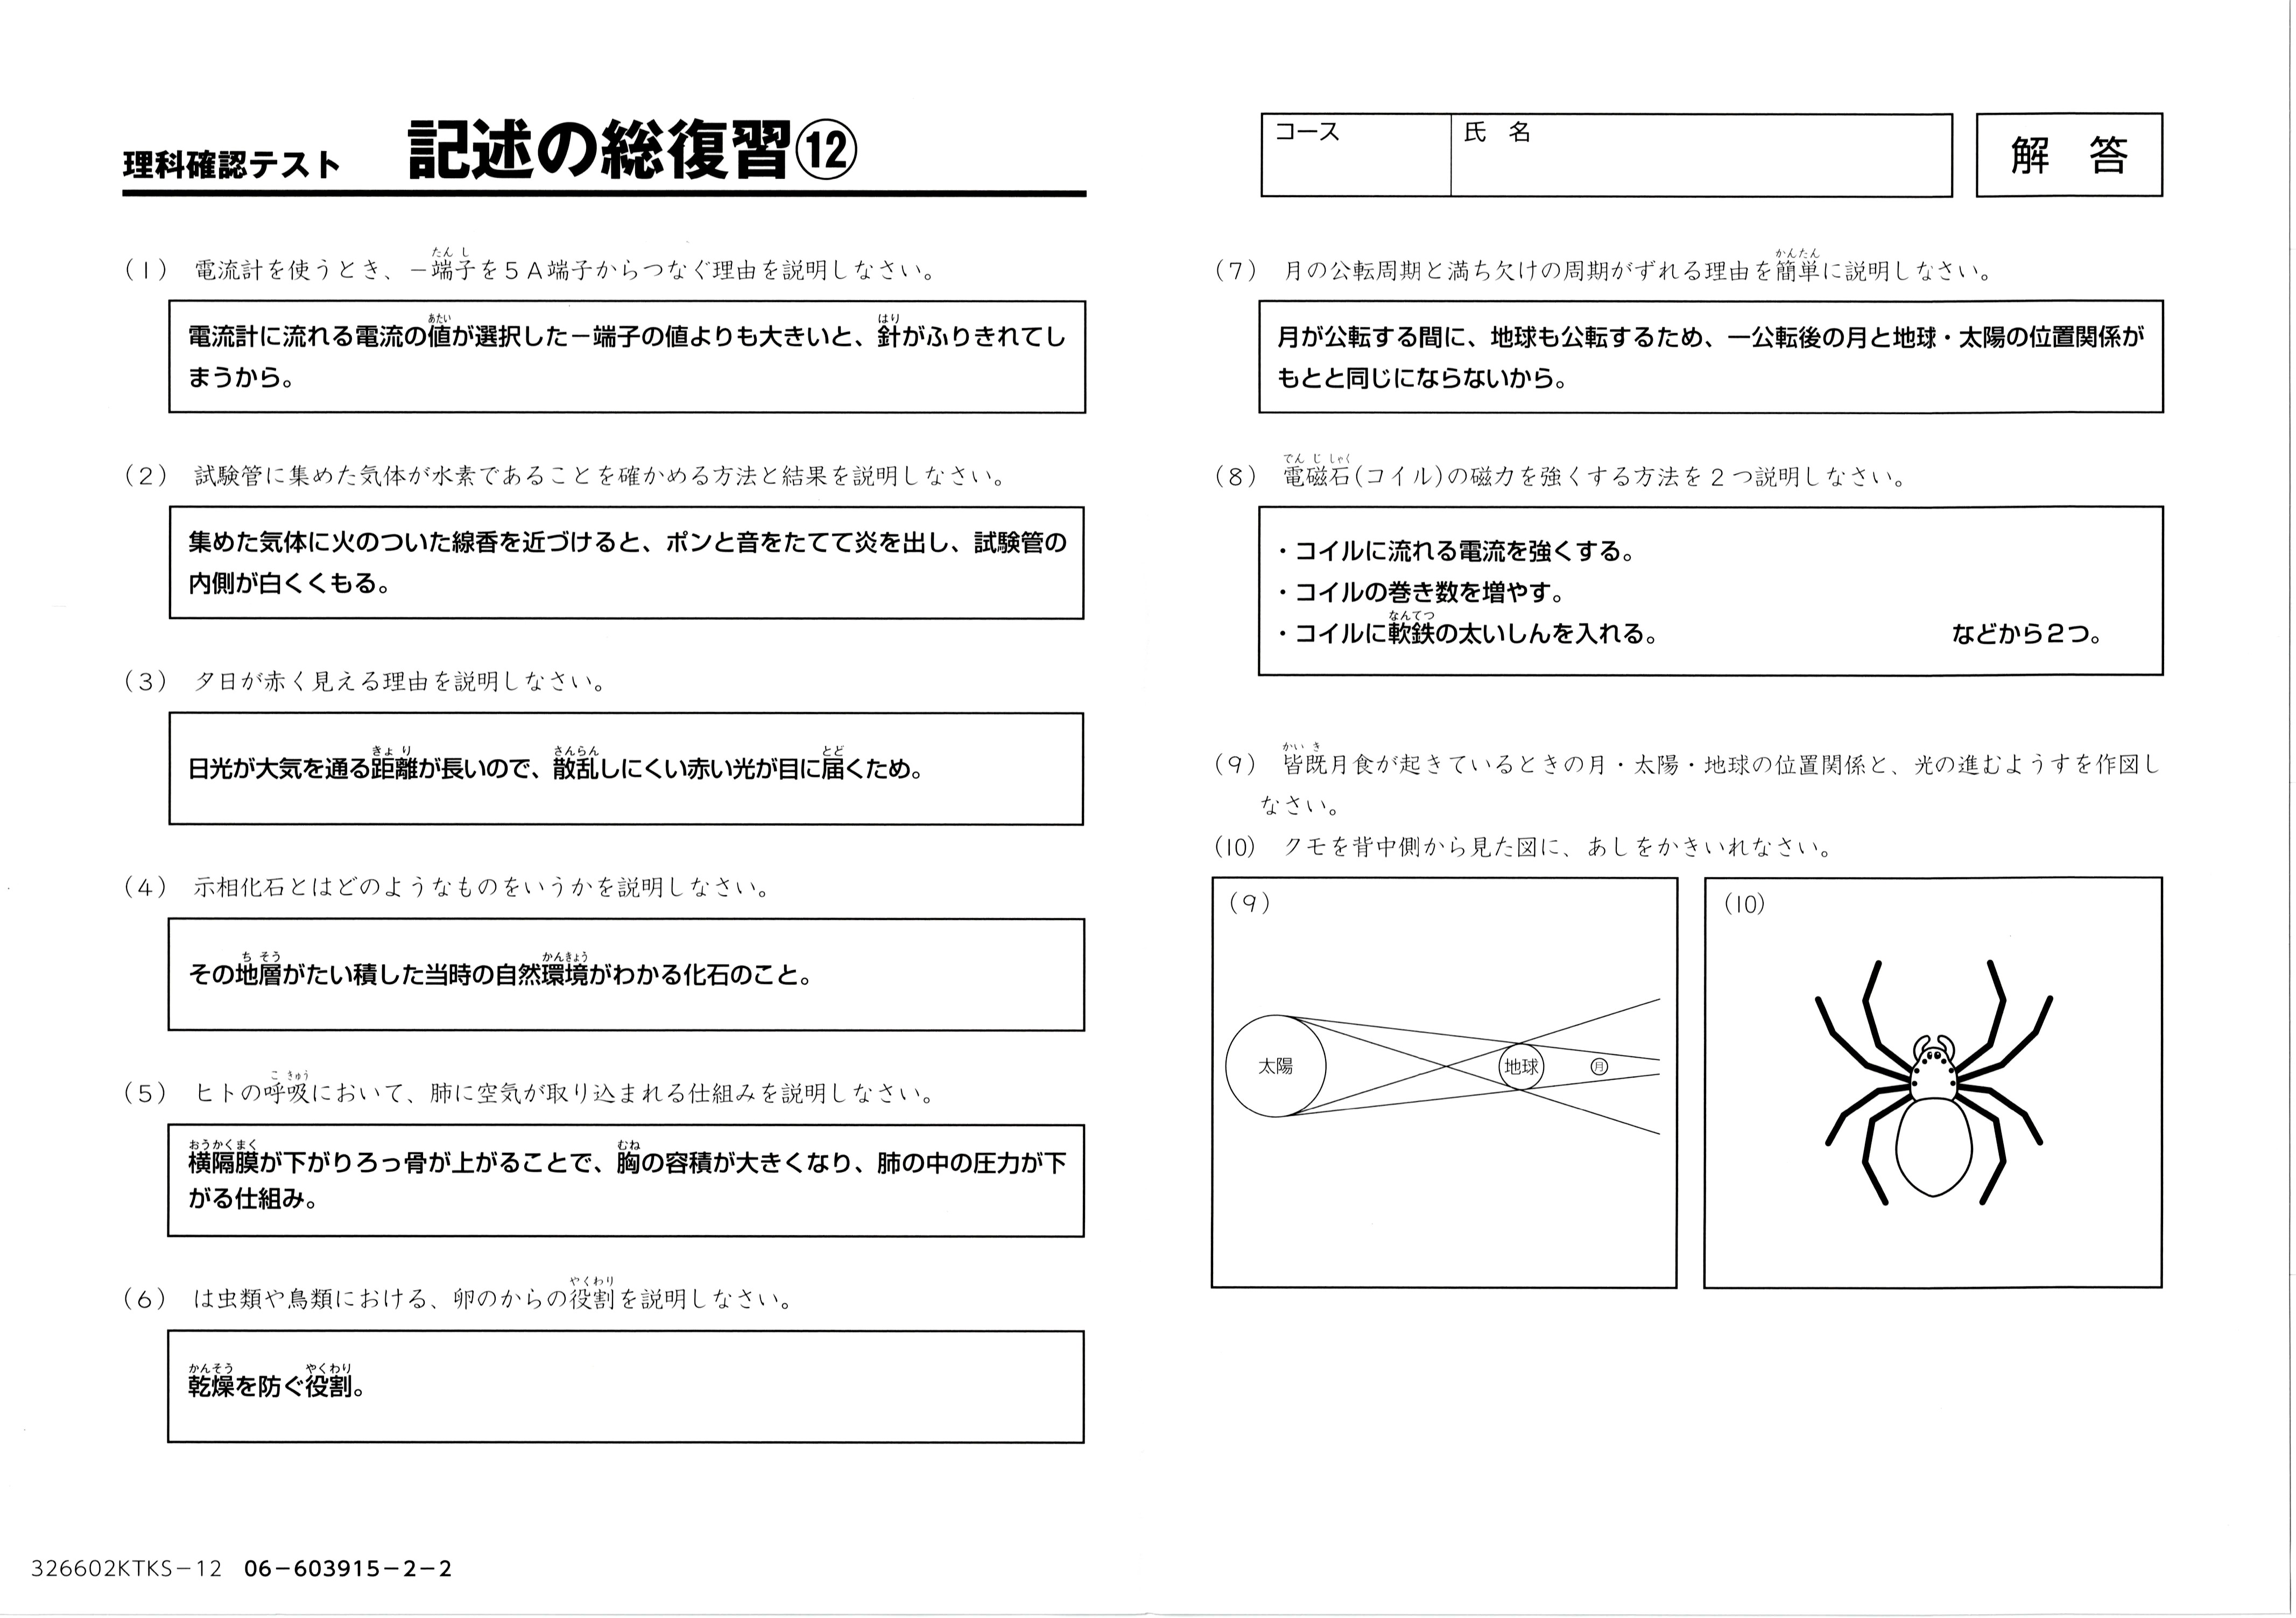 理科確認テスト 記述の総復習⑫
コース 氏 名
解 答
(1) 電流計を使うとき、－端子を5A端子からつなぐ理由を説明しなさい。
電流計に流れる電流の値が選択した－端子の値よりも大きいと、針がふりきれてし
まうから。
(2) 試験管に集めた気体が水素であることを確かめる方法と結果を説明しなさい。
集めた気体に火のついた線香を近づけると、ポンと音をたてて炎を出し、試験管の
内側が白くくもる。
(3) 夕日が赤く見える理由を説明しなさい。
日光が大気を通る距離が長いので、散乱しにくい赤い光が目に届くため。
(4) 示相化石とはどのようなものをいうかを説明しなさい。
その地層がたい積した当時の自然環境がわかる化石のこと。
(5) ヒトの呼吸において、肺に空気が取り込まれる仕組みを説明しなさい。
横隔膜が下がりろっ骨が上がることで、胸の容積が大きくなり、肺の中の圧力が下
がる仕組み。
(6) は虫類や鳥類における、卵のからの役割を説明しなさい。
乾燥を防ぐ役割。
(7) 月の公転周期と満ち欠けの周期がずれる理由を簡単に説明しなさい。
月が公転する間に、地球も公転するため、一公転後の月と地球・太陽の位置関係が
もとと同じにならないから。
(8) 電磁石(コイル)の磁力を強くする方法を2つ説明しなさい。
・コイルに流れる電流を強くする。
・コイルの巻き数を増やす。
・コイルに軟鉄の太いしんを入れる。 などから2つ。
(9) 皆既月食が起きているときの月・太陽・地球の位置関係と、光の進むようすを作図し
なさい。
(10) クモを背中側から見た図に、あしをかきいれなさい。
(9)
太陽 地球 月
(10)
326602KTKS－12 06－603915－2－2